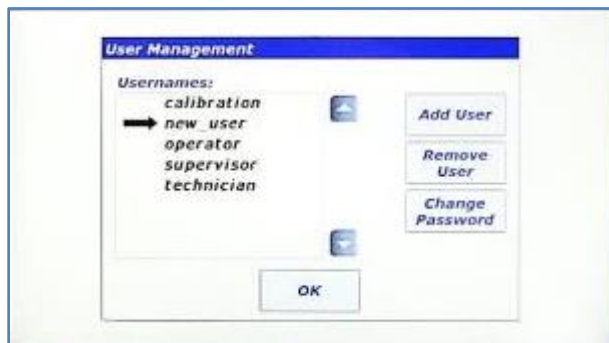 User Management
Usernames:
calibration
new_user
operator
supervisor
technician
Add User
Remove
User
Change
Password
OK